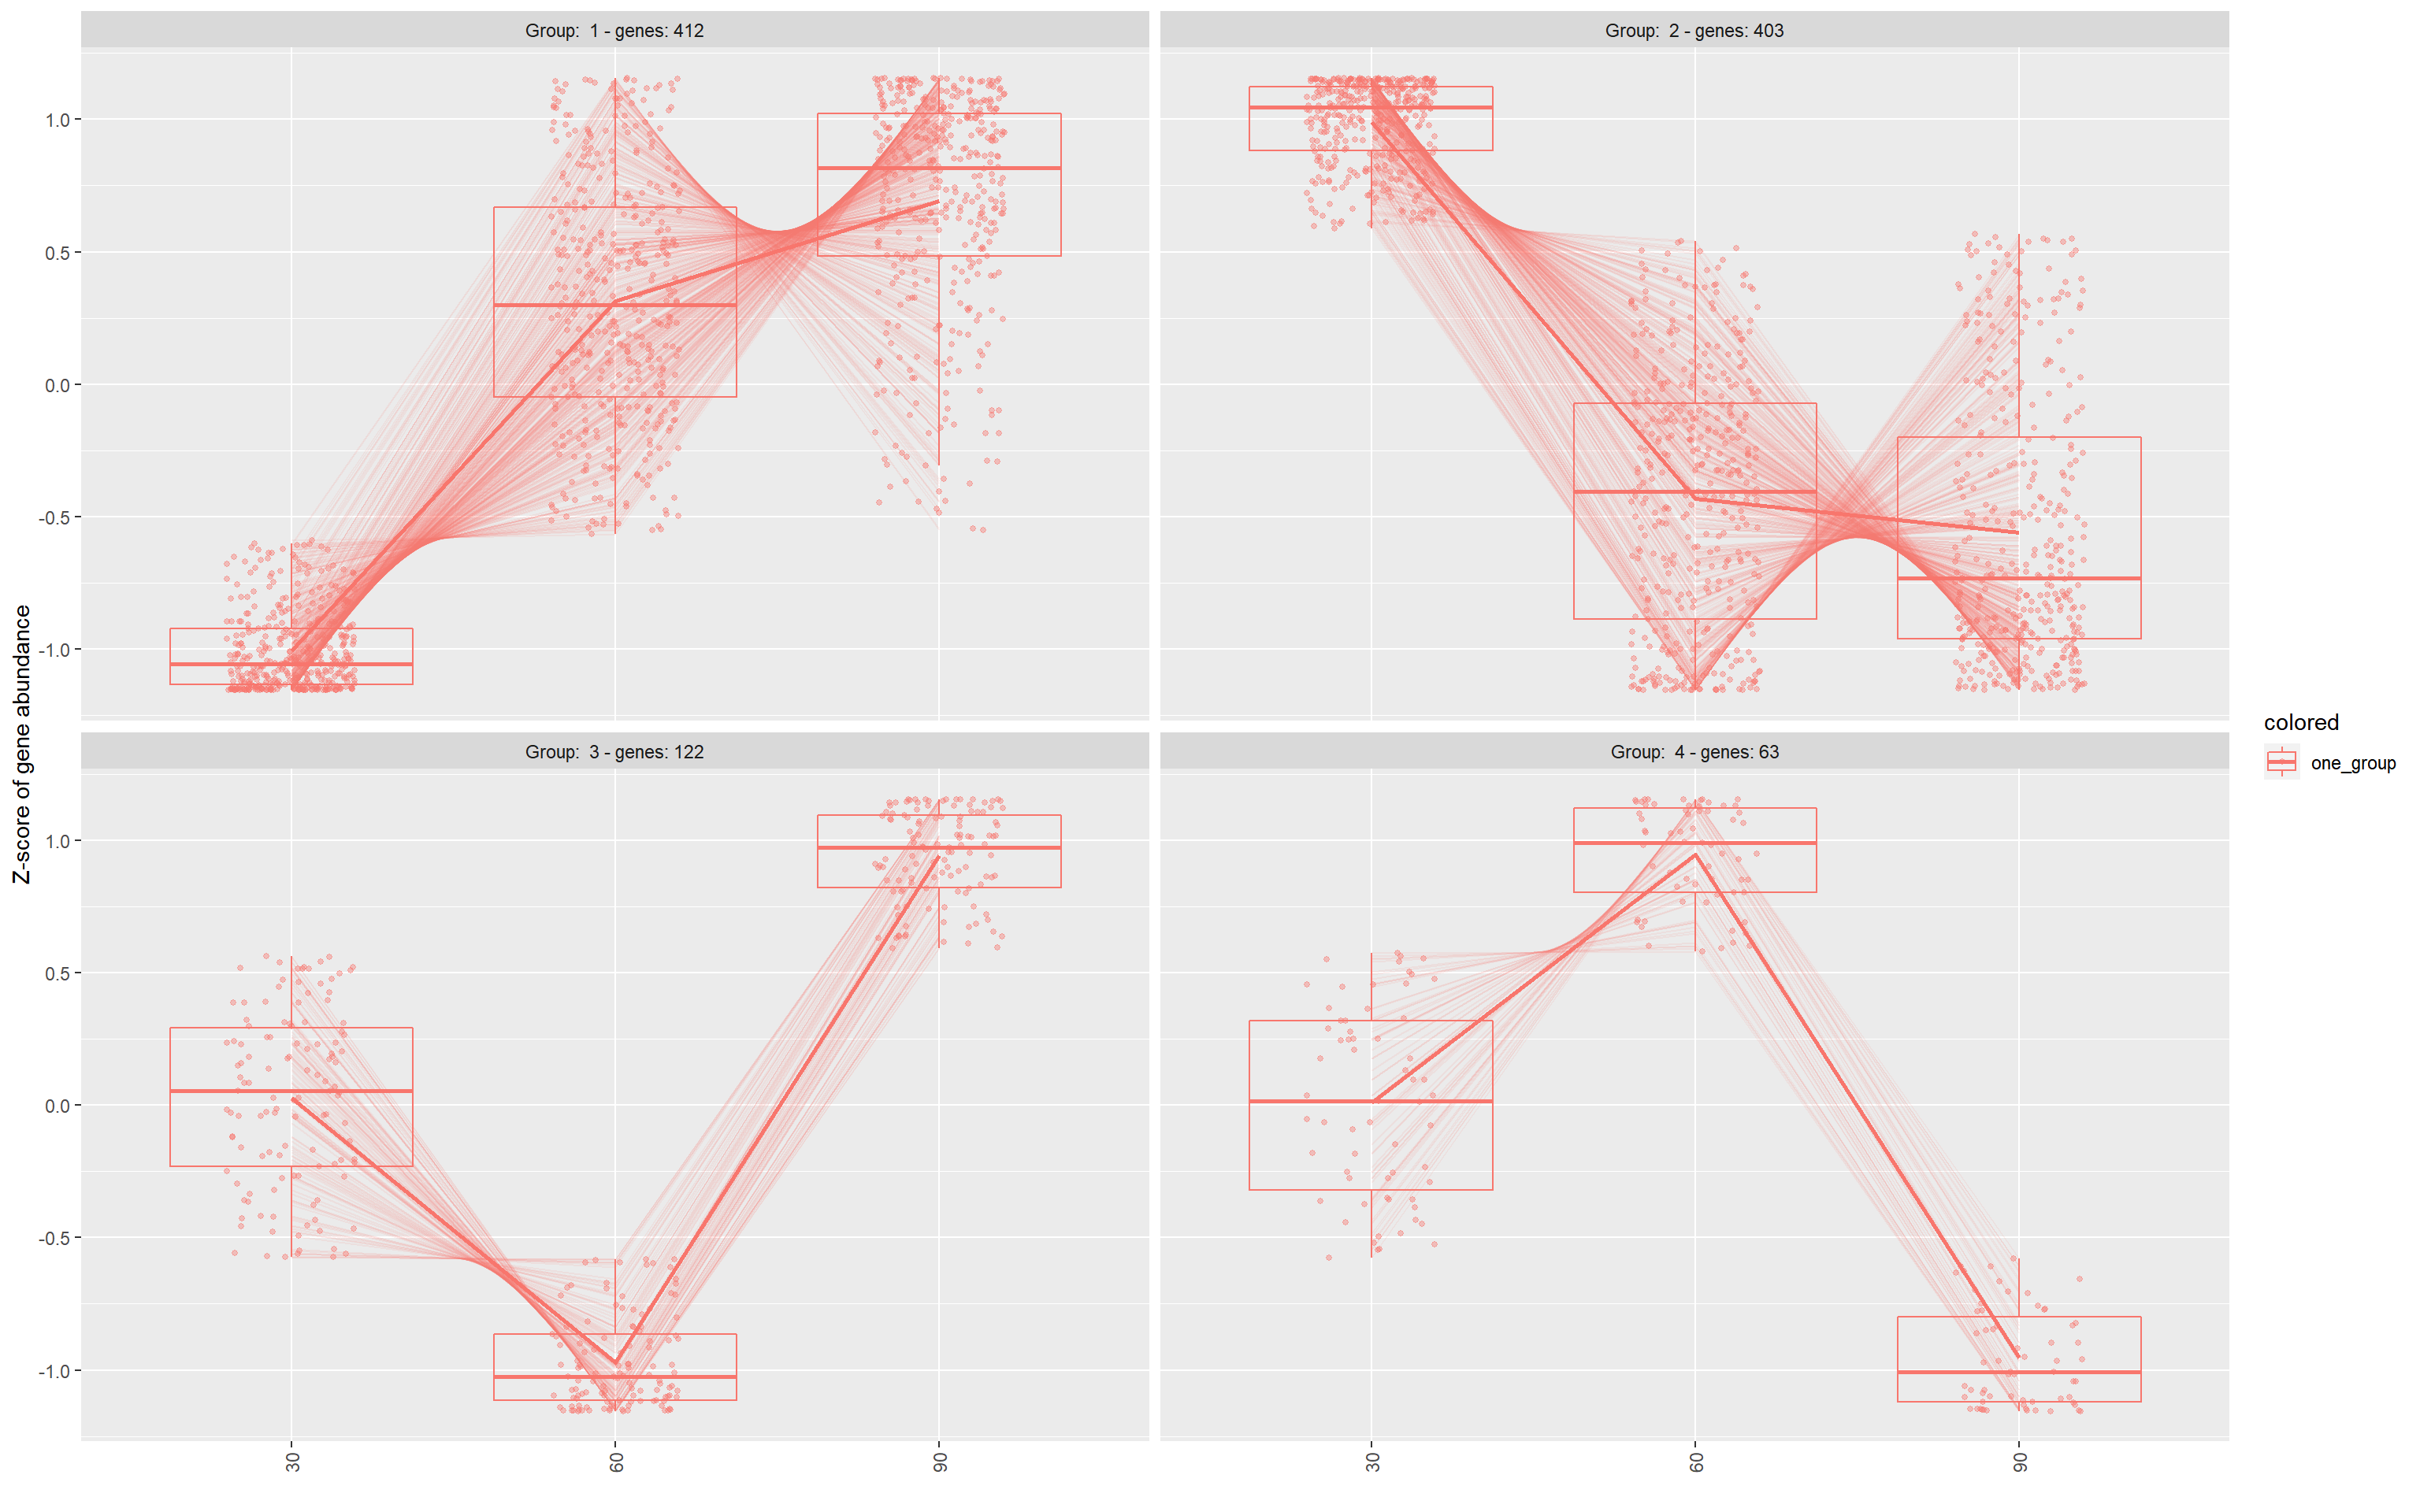 Group:  1 - genes: 412
Group:  2 - genes: 403
1.0
0.5
0.0
-0.5
-1.0
Z-score of gene abundance
Group:  3 - genes: 122
Group:  4 - genes: 63
1.0
0.5
0.0
-0.5
-1.0
30
60
90
30
60
90
colored
one_group